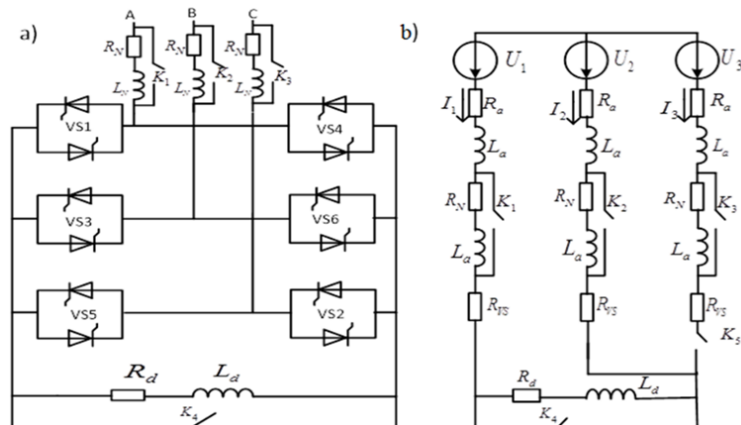 a)
A B C
R_N R_N R_N
K_1 K_2 K_3
L_N L_N L_N
VS1 VS4
VS3 VS6
VS5 VS2
R_d L_d
K_4
b)
U_1 U_2 U_3
I_1 R_a I_2 R_a I_3 R_a
L_a L_a L_a
R_N K_1 R_N K_2 R_N K_3
L_a L_a L_a
R_VS R_VS R_VS
K_5
R_d L_d
K_4